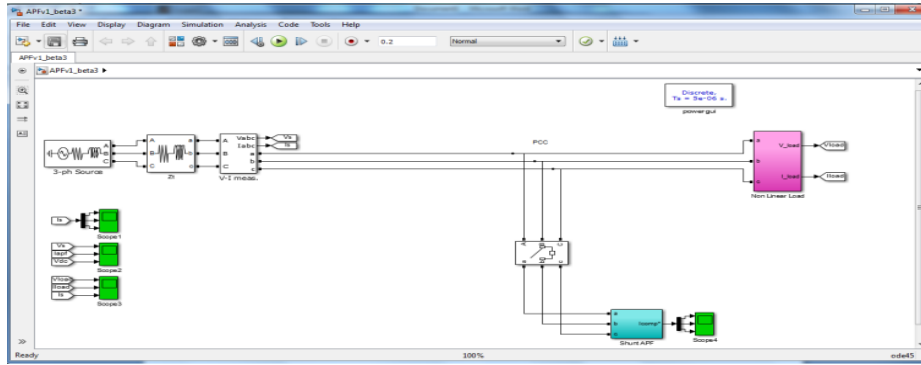 APFv1_beta3 *
File Edit View Display Diagram Simulation Analysis Code Tools Help
0.2 Normal
APFv1_beta3
APFv1_beta3
Discrete,
Ts = 5e-06 s.
powergui
A B C
3-ph Source
A B C a b c
Zi
A B C Vabc Iabc a b c
V-I meas.
Vs
Is
PCC
a b c V_load I_load
Non Linear Load
Vload
Iload
Is
Scope1
Vs
Iapf
Vdc
Scope2
Vload
Iload
Is
Scope3
A B C
a b c
a b c Icomp*
Shunt APF
Scope4
Ready 100% ode45